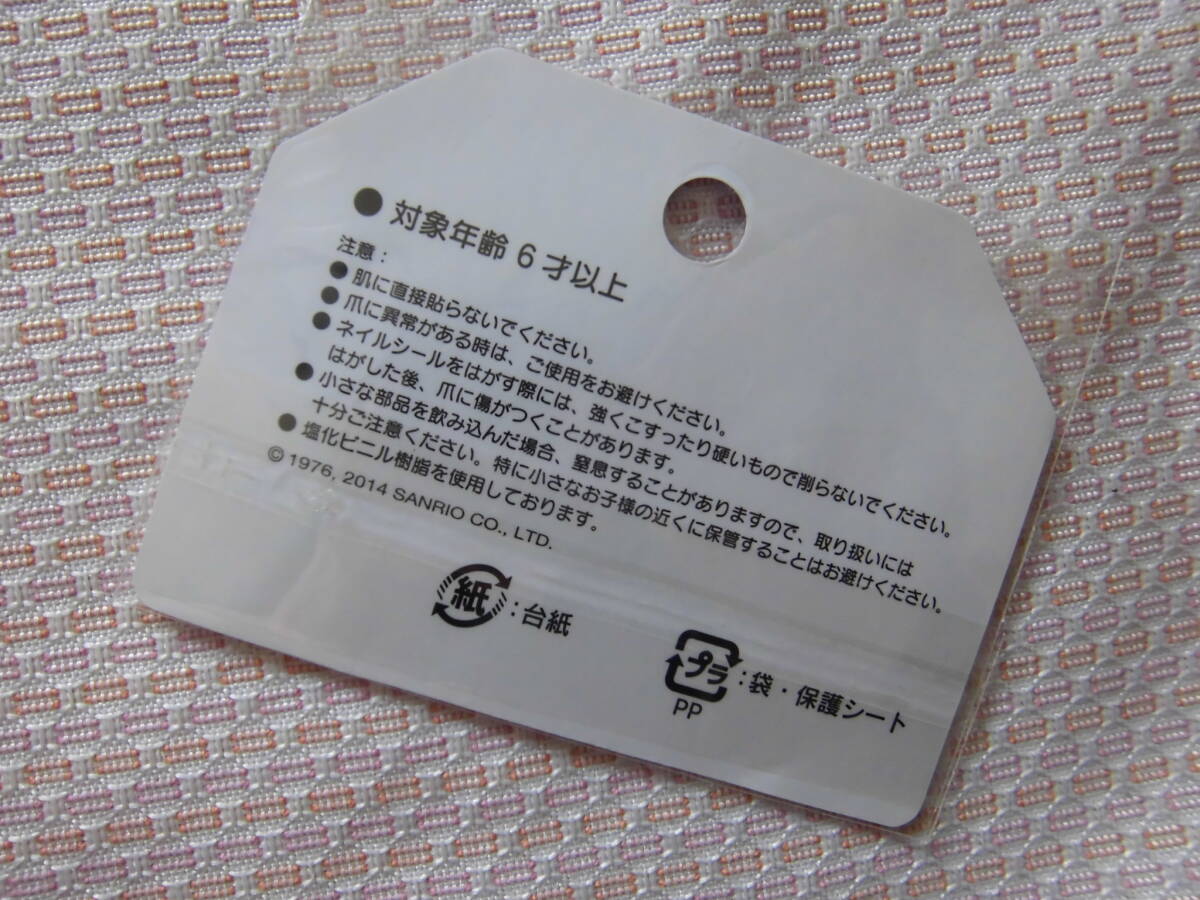 ● 対象年齢 6 才以上
注意：
● 肌に直接貼らないでください。
● 爪に異常がある時は、ご使用をお避けください。
● ネイルシールをはがす際には、強くこすったり硬いもので削らないでください。
はがした後、爪に傷がつくことがあります。
● 小さな部品を飲み込んだ場合、窒息することがありますので、取り扱いには
十分ご注意ください。特に小さなお子様の近くに保管することはお避けください。
● 塩化ビニル樹脂を使用しております。
© 1976, 2014 SANRIO CO., LTD.
紙：台紙
プラ：袋・保護シート
PP